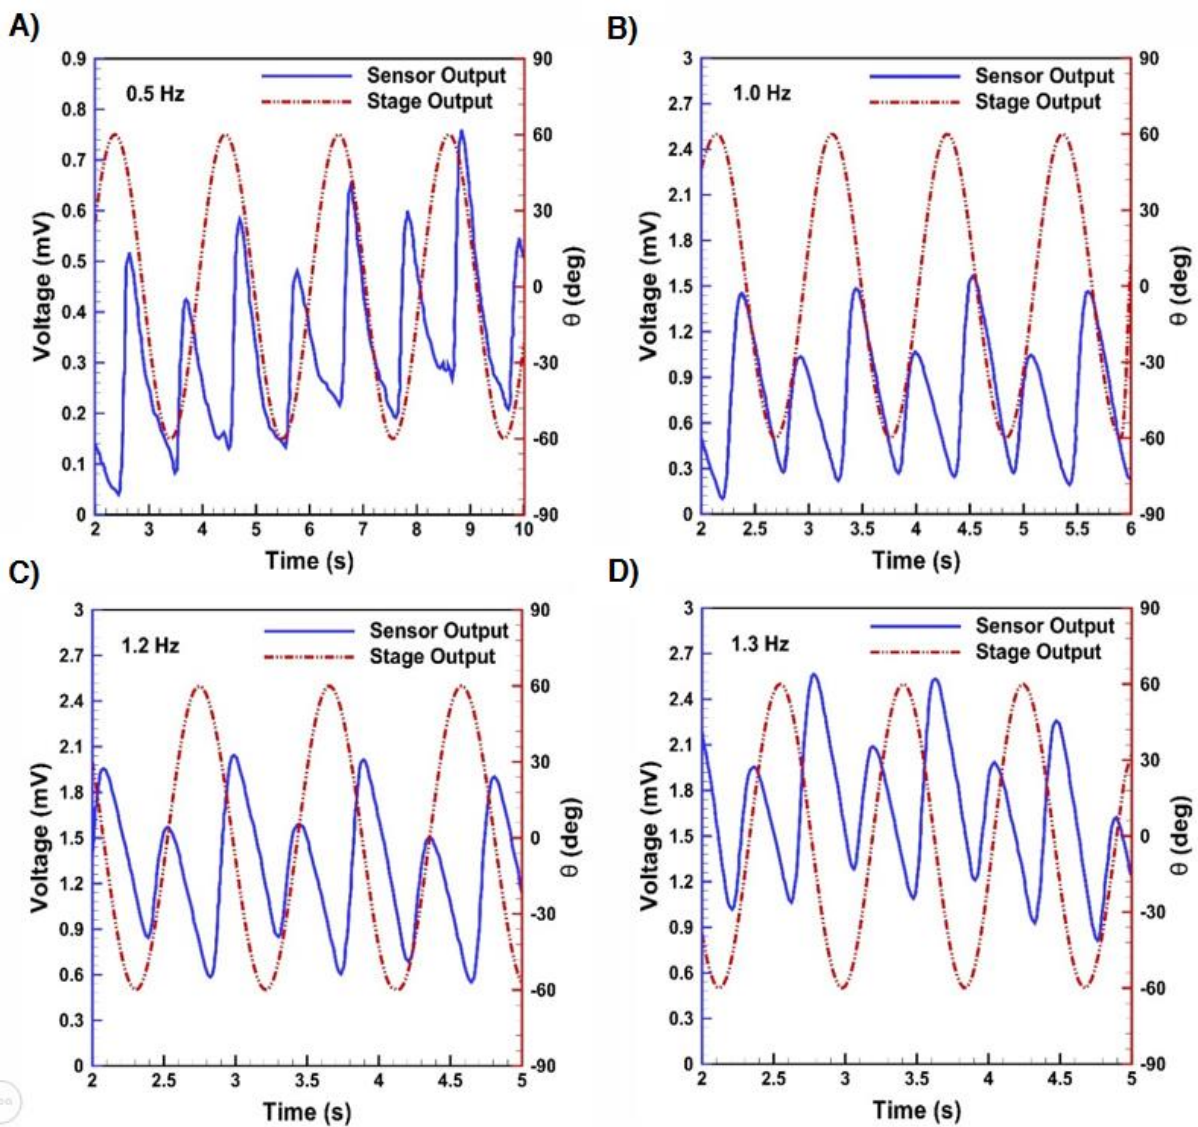 A)
B)
0.9
0.8
0.7
0.6
0.5
0.4
0.3
0.2
0.1
0
Voltage (mV)
0.5 Hz
Sensor Output
Stage Output
90
60
30
0
-30
-60
-90
θ (deg)
2 3 4 5 6 7 8 9 10
Time (s)
3
2.7
2.4
2.1
1.8
1.5
1.2
0.9
0.6
0.3
0
Voltage (mV)
1.0 Hz
Sensor Output
Stage Output
90
60
30
0
-30
-60
-90
θ (deg)
2 2.5 3 3.5 4 4.5 5 5.5 6
Time (s)
C)
D)
3
2.7
2.4
2.1
1.8
1.5
1.2
0.9
0.6
0.3
0
Voltage (mV)
1.2 Hz
Sensor Output
Stage Output
90
60
30
0
-30
-60
-90
θ (deg)
2 2.5 3 3.5 4 4.5 5
Time (s)
3
2.7
2.4
2.1
1.8
1.5
1.2
0.9
0.6
0.3
0
Voltage (mV)
1.3 Hz
Sensor Output
Stage Output
90
60
30
0
-30
-60
-90
θ (deg)
2 2.5 3 3.5 4 4.5 5
Time (s)